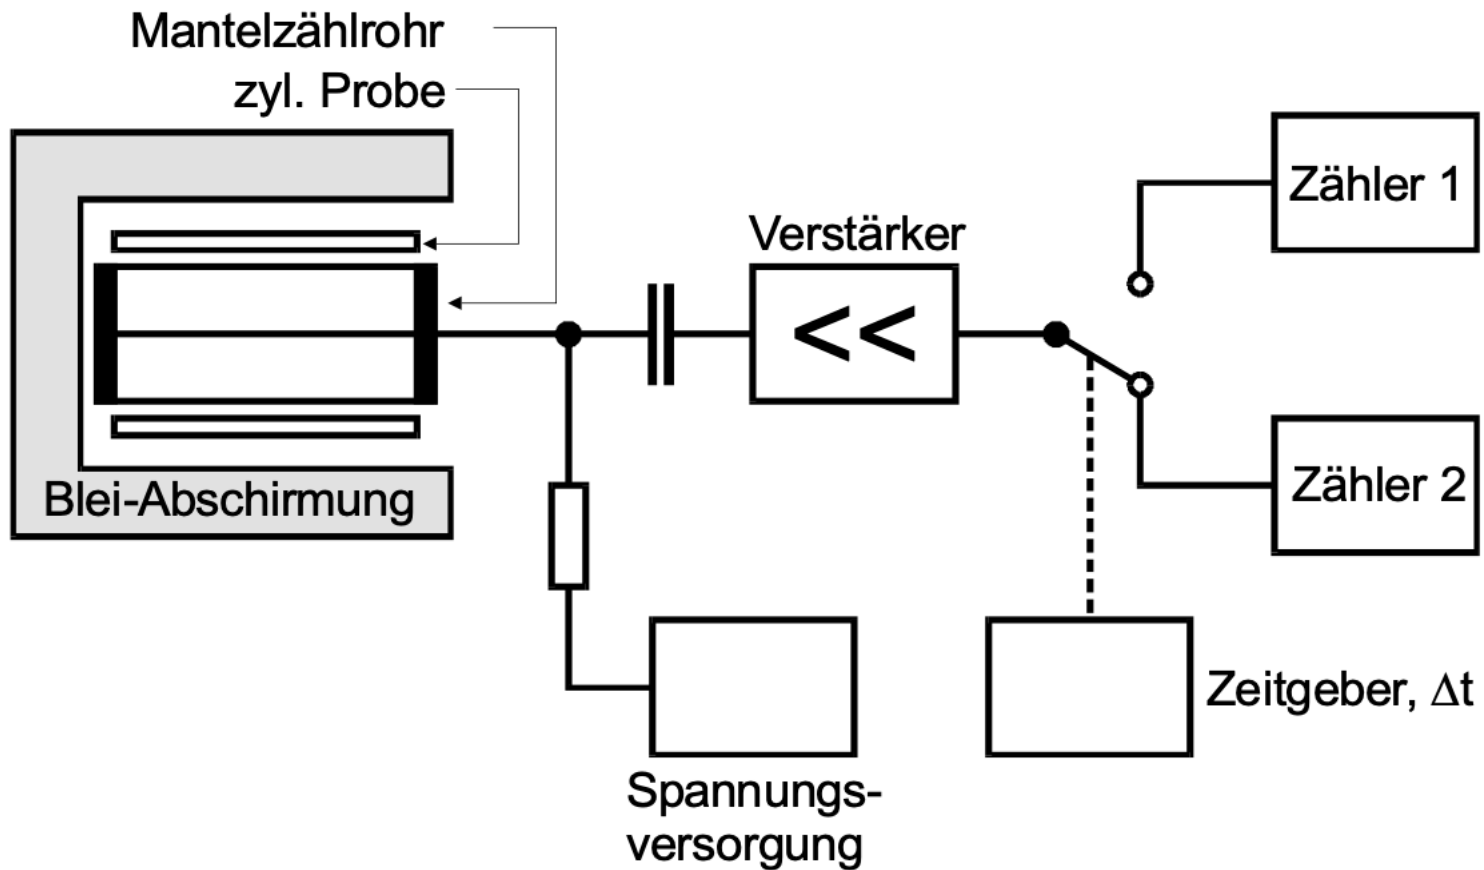 Mantelzählrohr
zyl. Probe
Zähler 1
Verstärker
<<
Blei-Abschirmung
Zähler 2
Zeitgeber, Δt
Spannungs-
versorgung